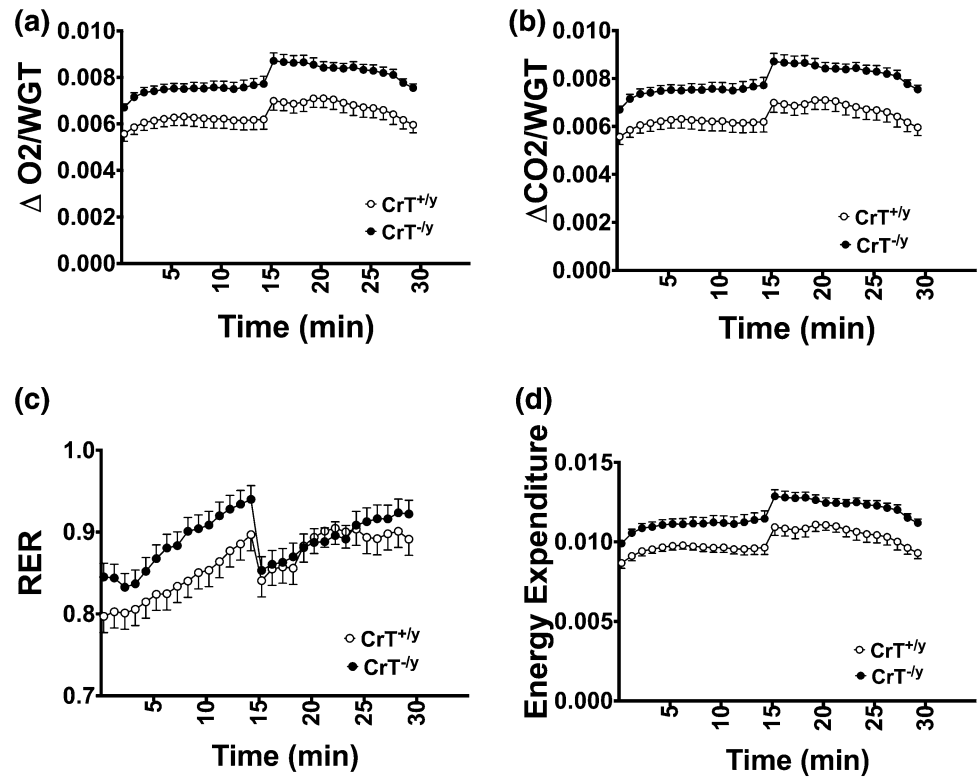 (a)
Δ O2/WGT
0.010
0.008
0.006
0.004
0.002
0.000
CrT+/y
CrT-/y
5 10 15 20 25 30
Time (min)
(b)
ΔCO2/WGT
0.010
0.008
0.006
0.004
0.002
0.000
CrT+/y
CrT-/y
5 10 15 20 25 30
Time (min)
(c)
RER
1.0
0.9
0.8
0.7
CrT+/y
CrT-/y
5 10 15 20 25 30
Time (min)
(d)
Energy Expenditure
0.015
0.010
0.005
0.000
CrT+/y
CrT-/y
5 10 15 20 25 30
Time (min)